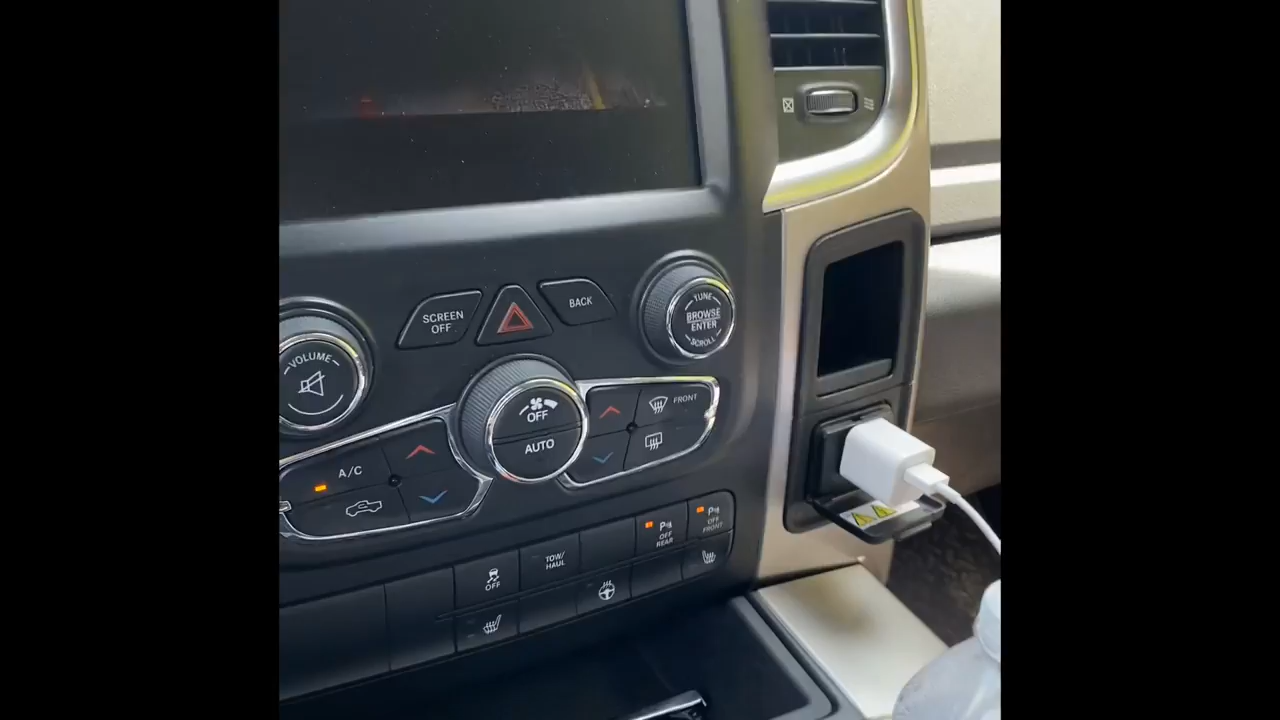 SCREEN
OFF
BACK
TUNE
BROWSE
ENTER
SCROLL
VOLUME
OFF
AUTO
FRONT
A/C
P
OFF
REAR
P
OFF
FRONT
TOW/
HAUL
OFF